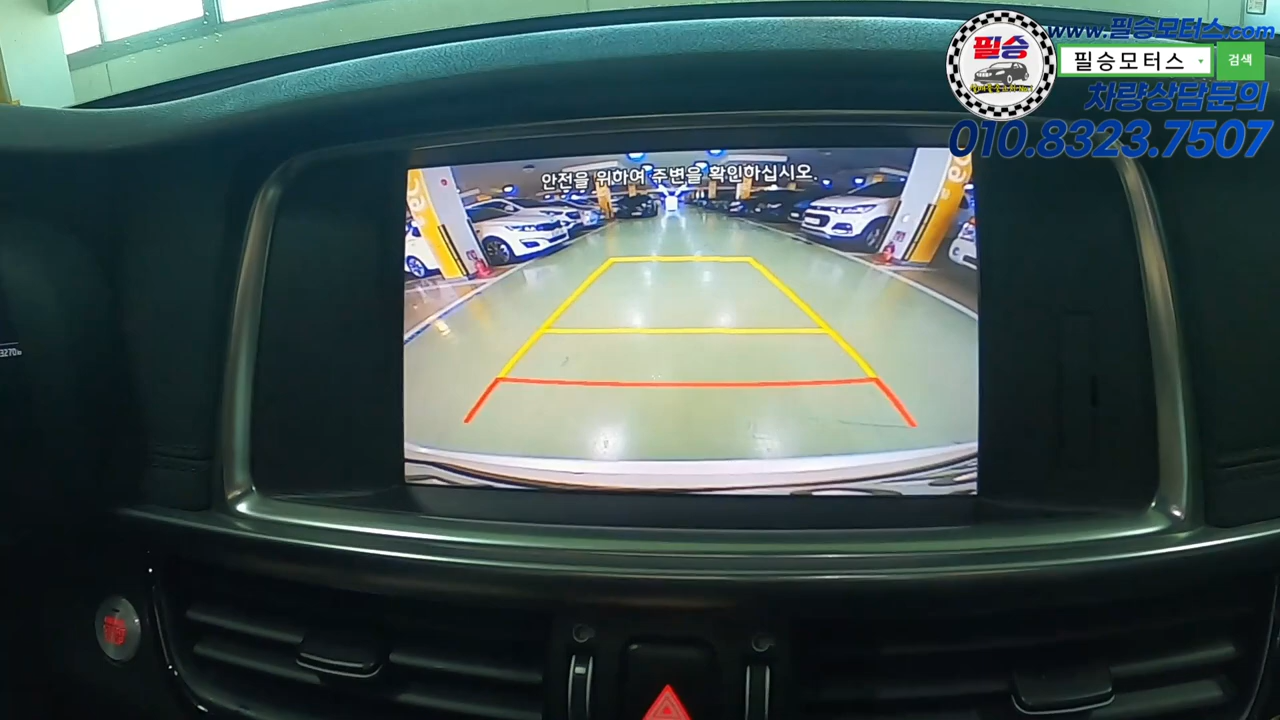 www.필승모터스.com
필승
필승모터스
검색
차량상담문의
010.8323.7507
안전을 위하여 주변을 확인하십시오.